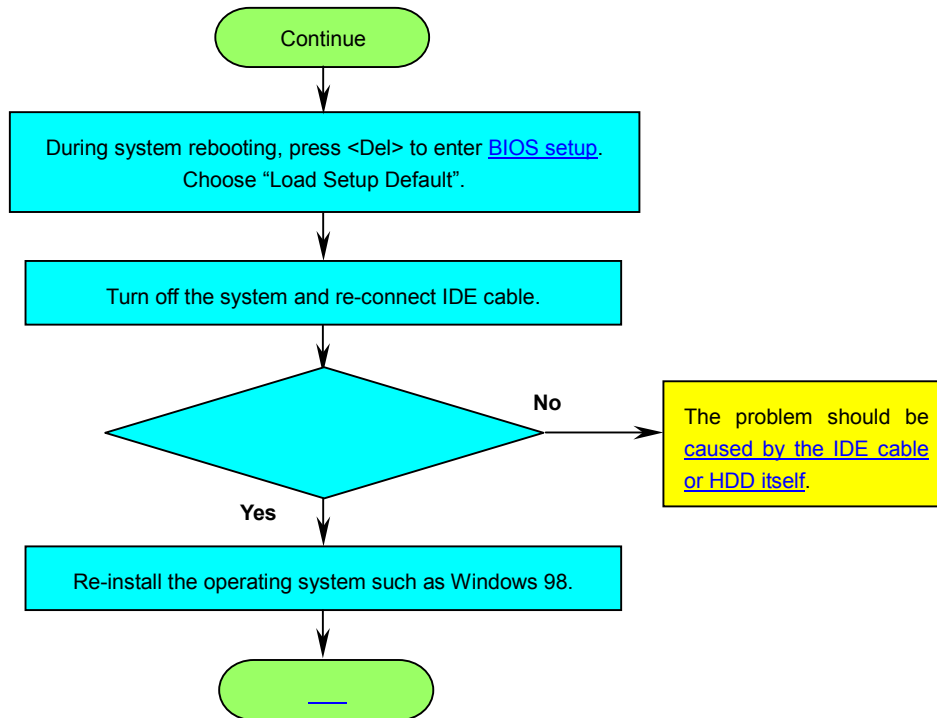 Continue
During system rebooting, press <Del> to enter BIOS setup.
Choose “Load Setup Default”.
Turn off the system and re-connect IDE cable.
No
The problem should be
caused by the IDE cable
or HDD itself.
Yes
Re-install the operating system such as Windows 98.